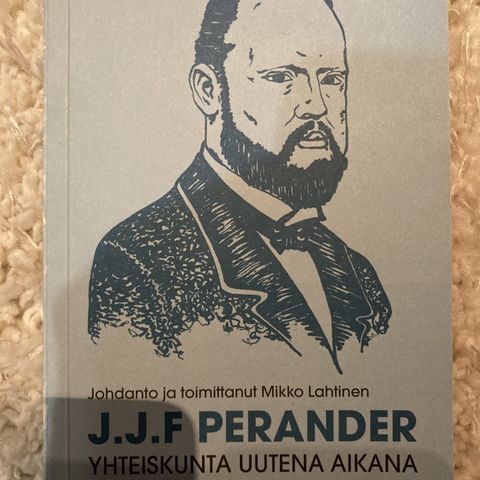 Johdanto ja toimittanut Mikko Lahtinen
J.J.F PERANDER
YHTEISKUNTA UUTENA AIKANA